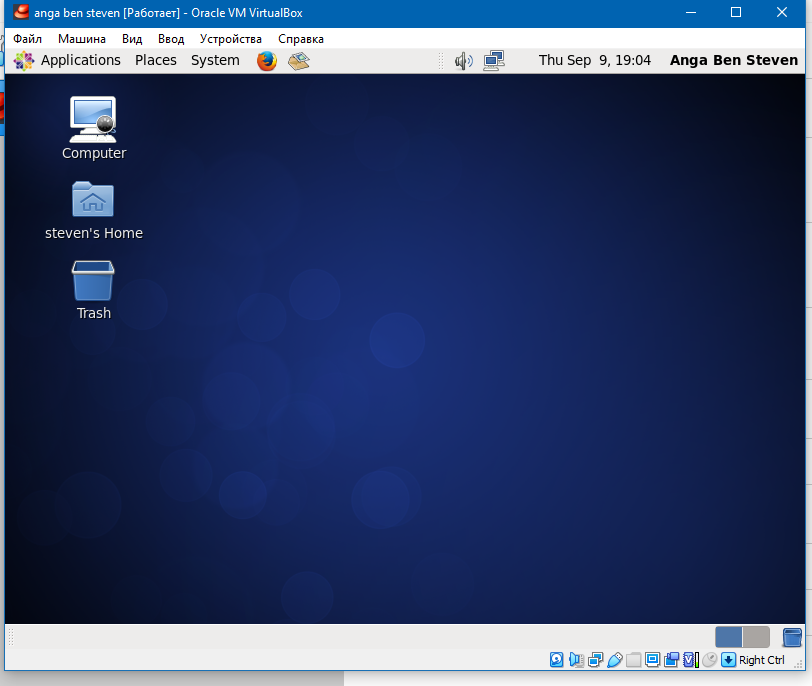 anga ben steven [Работает] - Oracle VM VirtualBox
Файл Машина Вид Ввод Устройства Справка
Applications Places System Thu Sep 9, 19:04 Anga Ben Steven
Computer
steven's Home
Trash
Right Ctrl